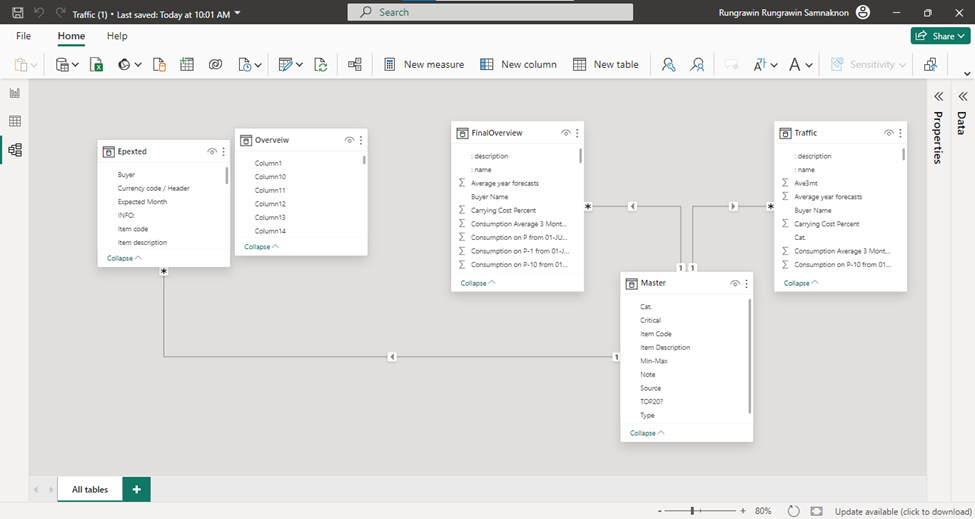 Traffic (1) • Last saved: Today at 10:01 AM
Search
Rungrawin Rungrawin Samnaknon
File
Home
Help
Share
New measure
New column
New table
Sensitivity
Epexted
Buyer
Currency code / Header
Expected Month
INFO:
Item code
Item description
Collapse
Overveiw
Column1
Column10
Column11
Column12
Column13
Column14
Collapse
FinalOverview
: description
: name
Σ Average year forecasts
Buyer Name
Σ Carrying Cost Percent
Σ Consumption Average 3 Mont...
Σ Consumption on P from 01-JU...
Σ Consumption on P-1 from 01-J...
Σ Consumption on P-10 from 01...
Collapse
Traffic
: description
: name
Σ Ave3mt
Σ Average year forecasts
Buyer Name
Σ Carrying Cost Percent
Cat.
Σ Consumption Average 3 Mont...
Σ Consumption on P-10 from 01...
Collapse
Properties
Data
*
*
1
1
*
1
Master
Cat.
Critical
Item Code
Item Description
Min-Max
Note
Source
TOP20?
Type
Collapse
All tables
+
- + 80%
Update available (click to download)